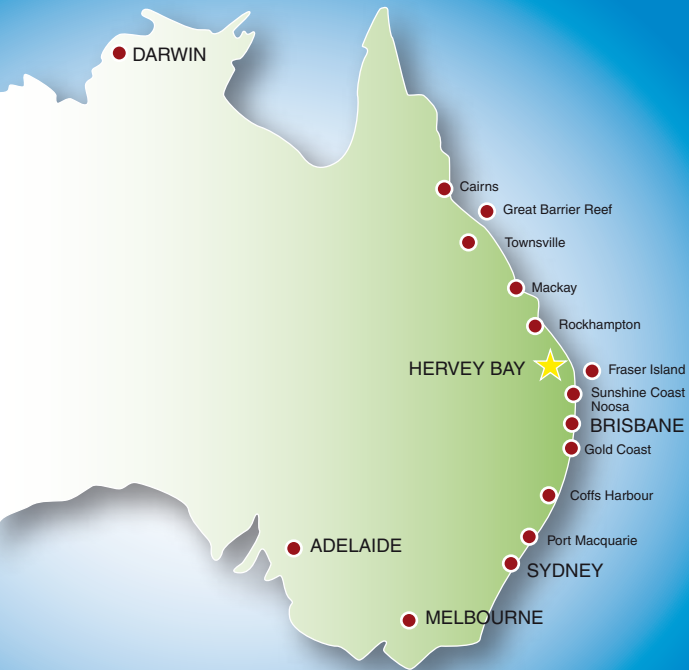 DARWIN
Cairns
Great Barrier Reef
Townsville
Mackay
Rockhampton
HERVEY BAY
Fraser Island
Sunshine Coast
Noosa
BRISBANE
Gold Coast
Coffs Harbour
Port Macquarie
ADELAIDE
SYDNEY
MELBOURNE